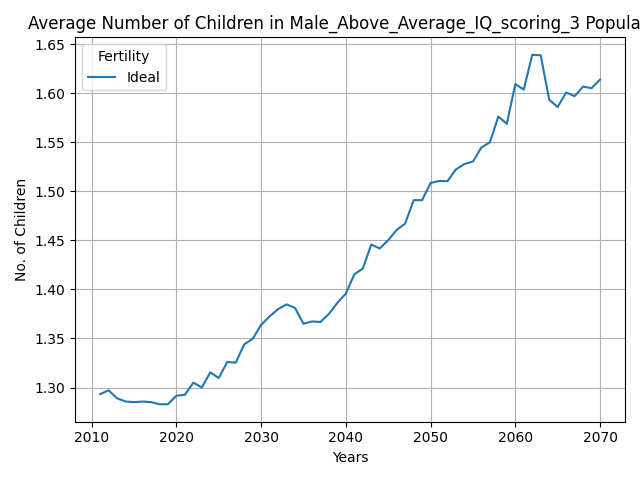 Average Number of Children in Male_Above_Average_IQ_scoring_3 Popula
Fertility
Ideal
No. of Children
1.65
1.60
1.55
1.50
1.45
1.40
1.35
1.30
2010 2020 2030 2040 2050 2060 2070
Years